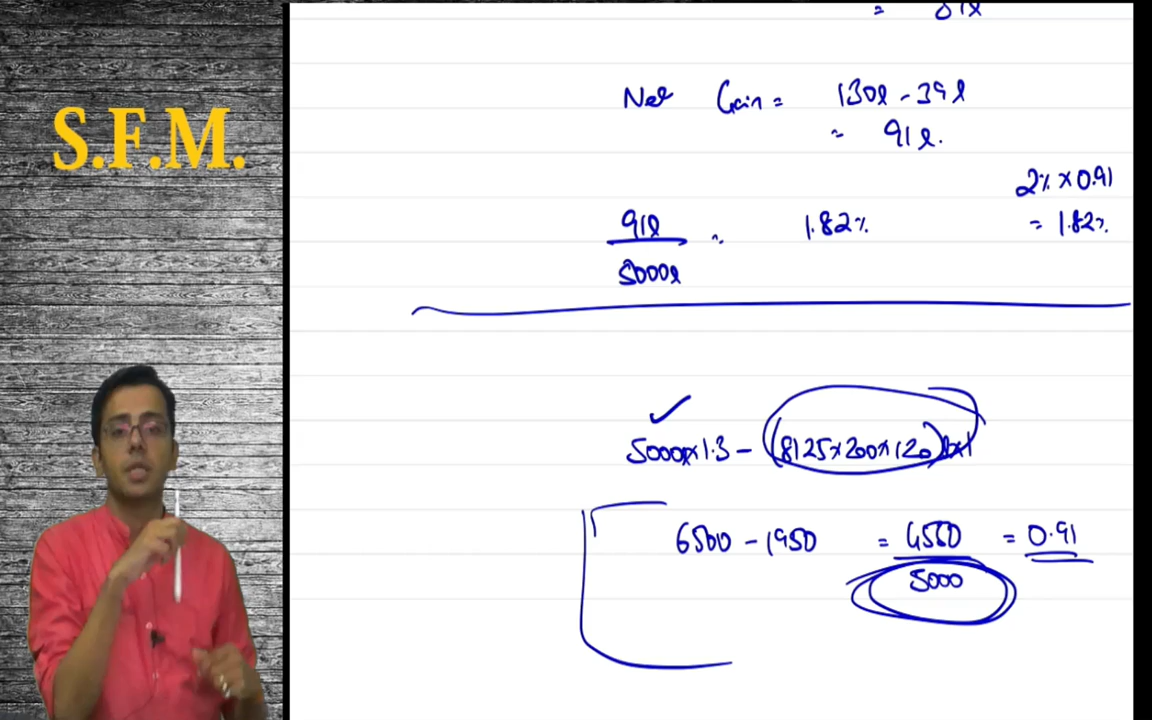 S.F.M.
Net Gain = 130l - 39l
= 91l.
2% x 0.91
= 1.82%
91l = 1.82%
5000l
5000 x 1.3 - (8125 x 200 x 120)
6500 - 1950 = 4550 = 0.91
5000